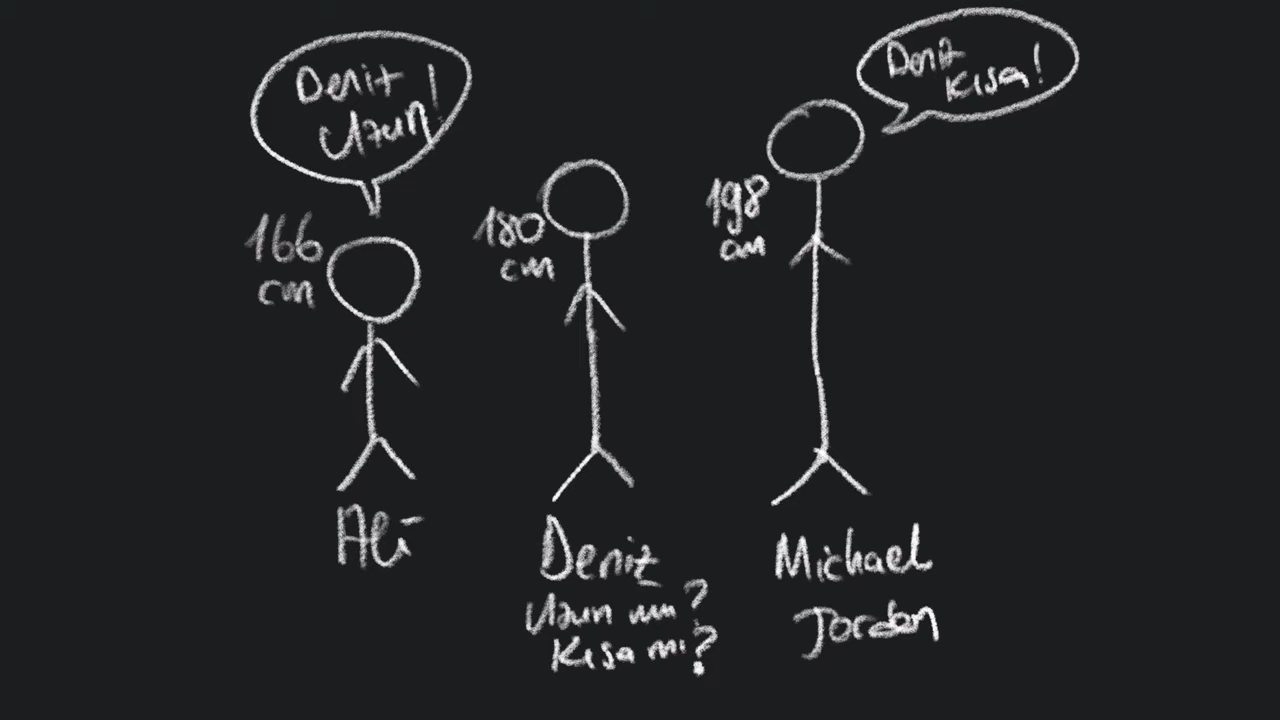 Deniz
Uzun!
Deniz
Kısa!
166
cm
180
cm
198
cm
Ali
Deniz
Uzun mu?
Kısa mı?
Michael
Jordan